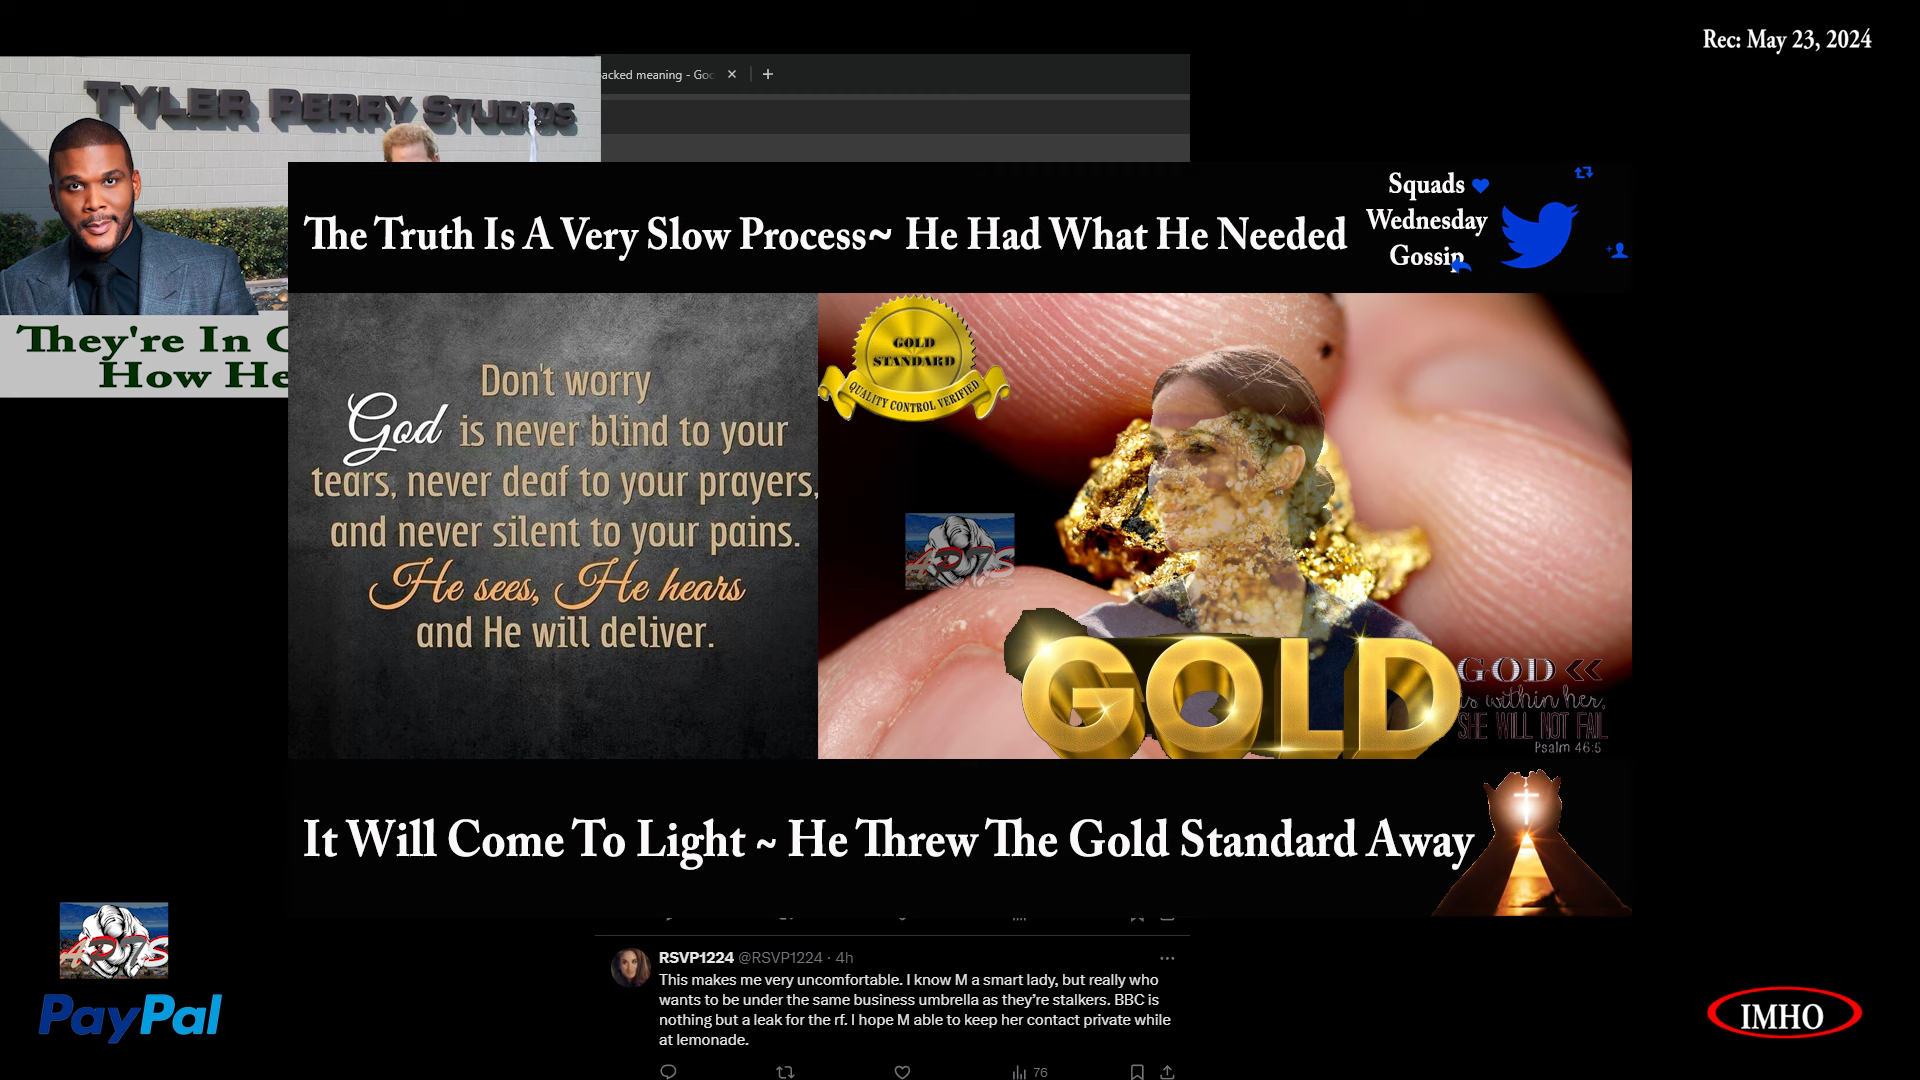 Rec: May 23, 2024
acked meaning - Goo
TYLER PERRY STUDIOS
The Truth Is A Very Slow Process~ He Had What He Needed
Squads
Wednesday
Gossip
They're In
How He
Don't worry
God is never blind to your
tears, never deaf to your prayers,
and never silent to your pains.
He sees, He hears
and He will deliver.
GOLD
STANDARD
QUALITY CONTROL VERIFIED
GOLD
GOD <<
is within her,
SHE WILL NOT FAIL
Psalm 46:5
It Will Come To Light ~ He Threw The Gold Standard Away
RSVP1224 @RSVP1224 · 4h
This makes me very uncomfortable. I know M a smart lady, but really who
wants to be under the same business umbrella as they're stalkers. BBC is
nothing but a leak for the rf. I hope M able to keep her contact private while
at lemonade.
76
PayPal
IMHO